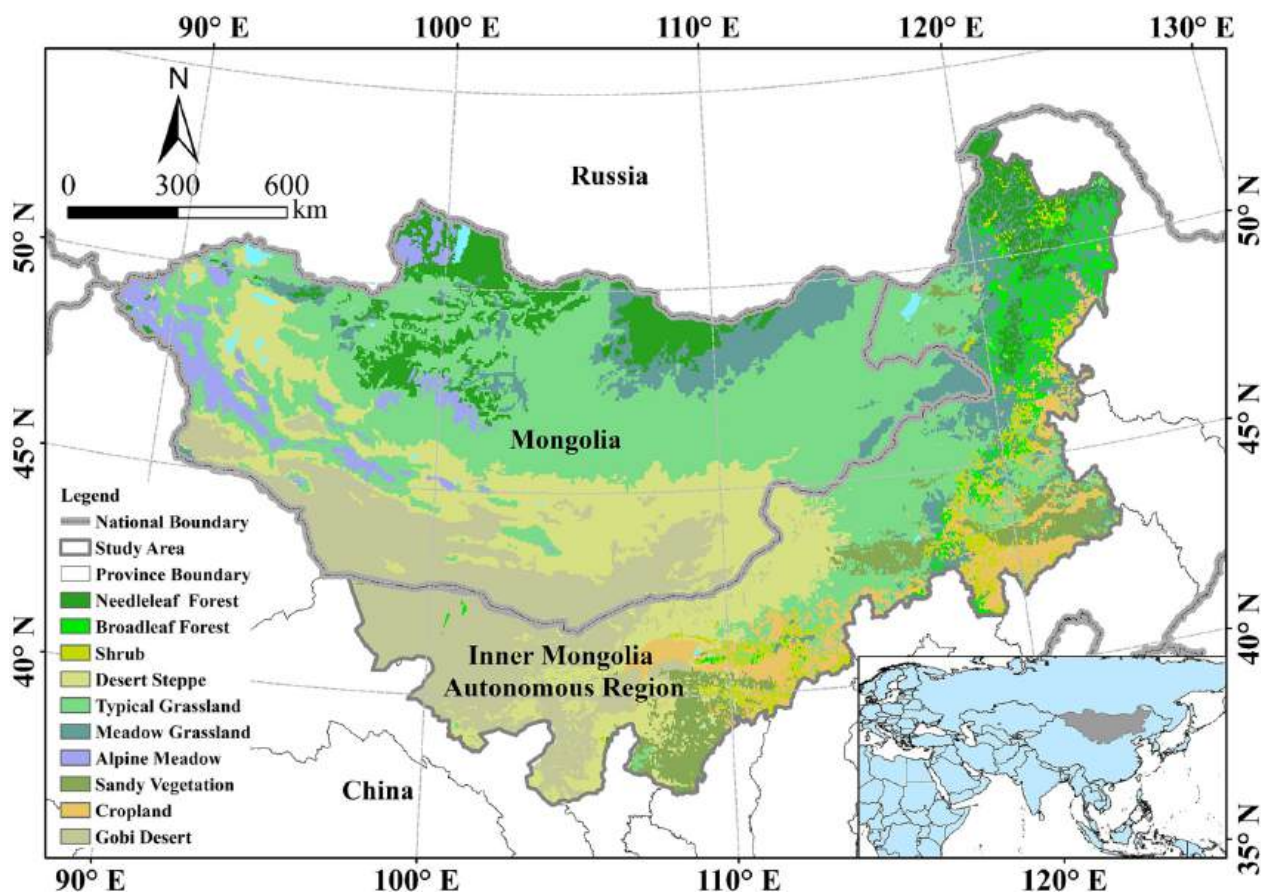 90° E
100° E
110° E
120° E
130° E
N
0
300
600
km
Russia
50° N
50° N
Mongolia
45° N
45° N
Legend
National Boundary
Study Area
Province Boundary
Needleleaf Forest
Broadleaf Forest
Shrub
Desert Steppe
Typical Grassland
Meadow Grassland
Alpine Meadow
Sandy Vegetation
Cropland
Gobi Desert
40° N
40° N
Inner Mongolia
Autonomous Region
China
35° N
90° E
100° E
110° E
120° E